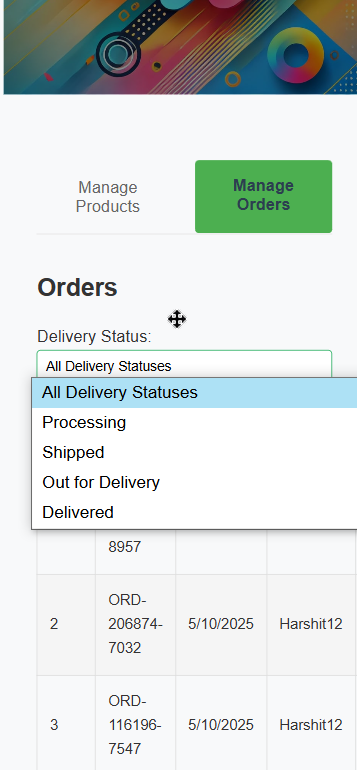 Manage
Products
Manage
Orders
Orders
Delivery Status:
All Delivery Statuses
All Delivery Statuses
Processing
Shipped
Out for Delivery
Delivered
8957
2
ORD-
206874-
7032
5/10/2025
Harshit12
3
ORD-
116196-
7547
5/10/2025
Harshit12